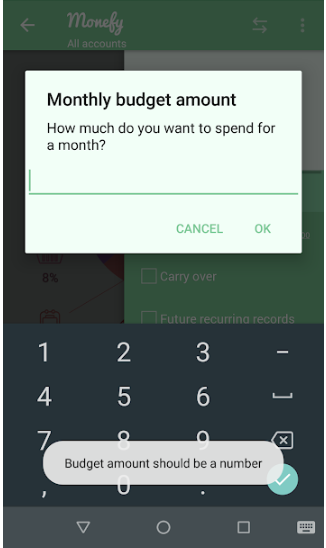 Monefy
All accounts
Monthly budget amount
How much do you want to spend for
a month?
CANCEL
OK
8%
Carry over
Future recurring records
1 2 3 -
4 5 6
7 8 9
Budget amount should be a number
, 0 .